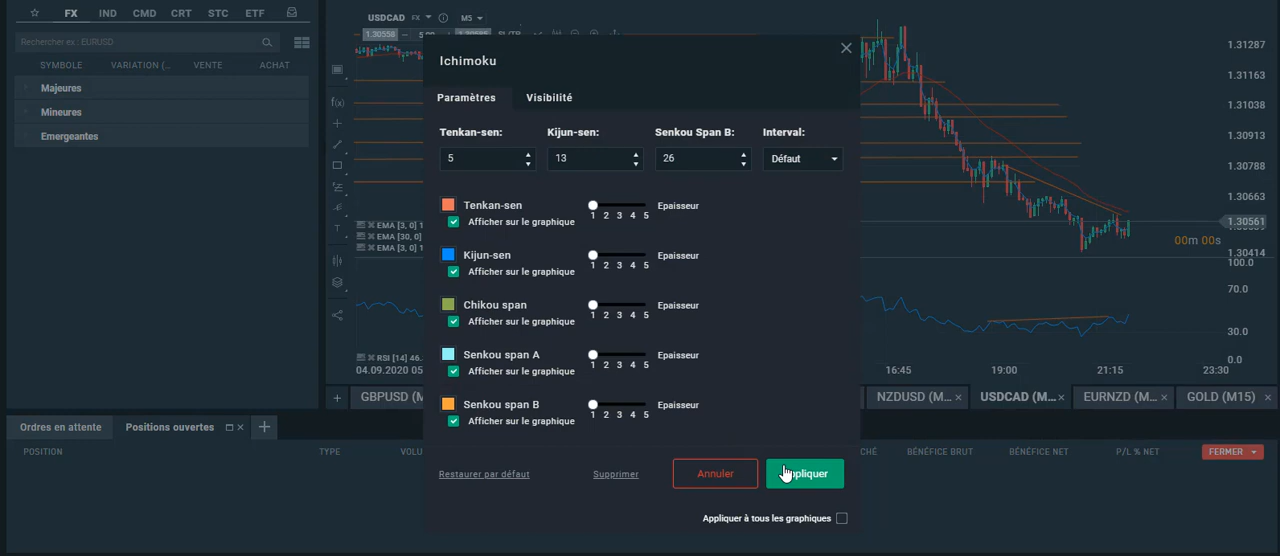 FX IND CMD CRT STC ETF
Rechercher ex : EURUSD
SYMBOLE VARIATION (... VENTE ACHAT
Majeures
Mineures
Emergeantes
USDCAD FX M5
1.30558
1.31287
1.31163
1.31038
1.30913
1.30788
1.30663
1.30561
00m 00s
1.30414
100.0
70.0
30.0
0.0
EMA [3, 0] 1
EMA [30, 0]
EMA [3, 0] 1
RSI [14] 46.
04.09.2020 05
16:45 19:00 21:15 23:30
Ichimoku
Paramètres Visibilité
Tenkan-sen: Kijun-sen: Senkou Span B: Interval:
5 13 26 Défaut
Tenkan-sen Epaisseur
Afficher sur le graphique 1 2 3 4 5
Kijun-sen Epaisseur
Afficher sur le graphique 1 2 3 4 5
Chikou span Epaisseur
Afficher sur le graphique 1 2 3 4 5
Senkou span A Epaisseur
Afficher sur le graphique 1 2 3 4 5
Senkou span B Epaisseur
Afficher sur le graphique 1 2 3 4 5
Restaurer par défaut Supprimer Annuler ppliquer
Appliquer à tous les graphiques
GBPUSD (M NZDUSD (M... USDCAD (M... EURNZD (M... GOLD (M15)
Ordres en attente Positions ouvertes
POSITION TYPE VOLU CHÉ BÉNÉFICE BRUT BÉNÉFICE NET P/L % NET FERMER